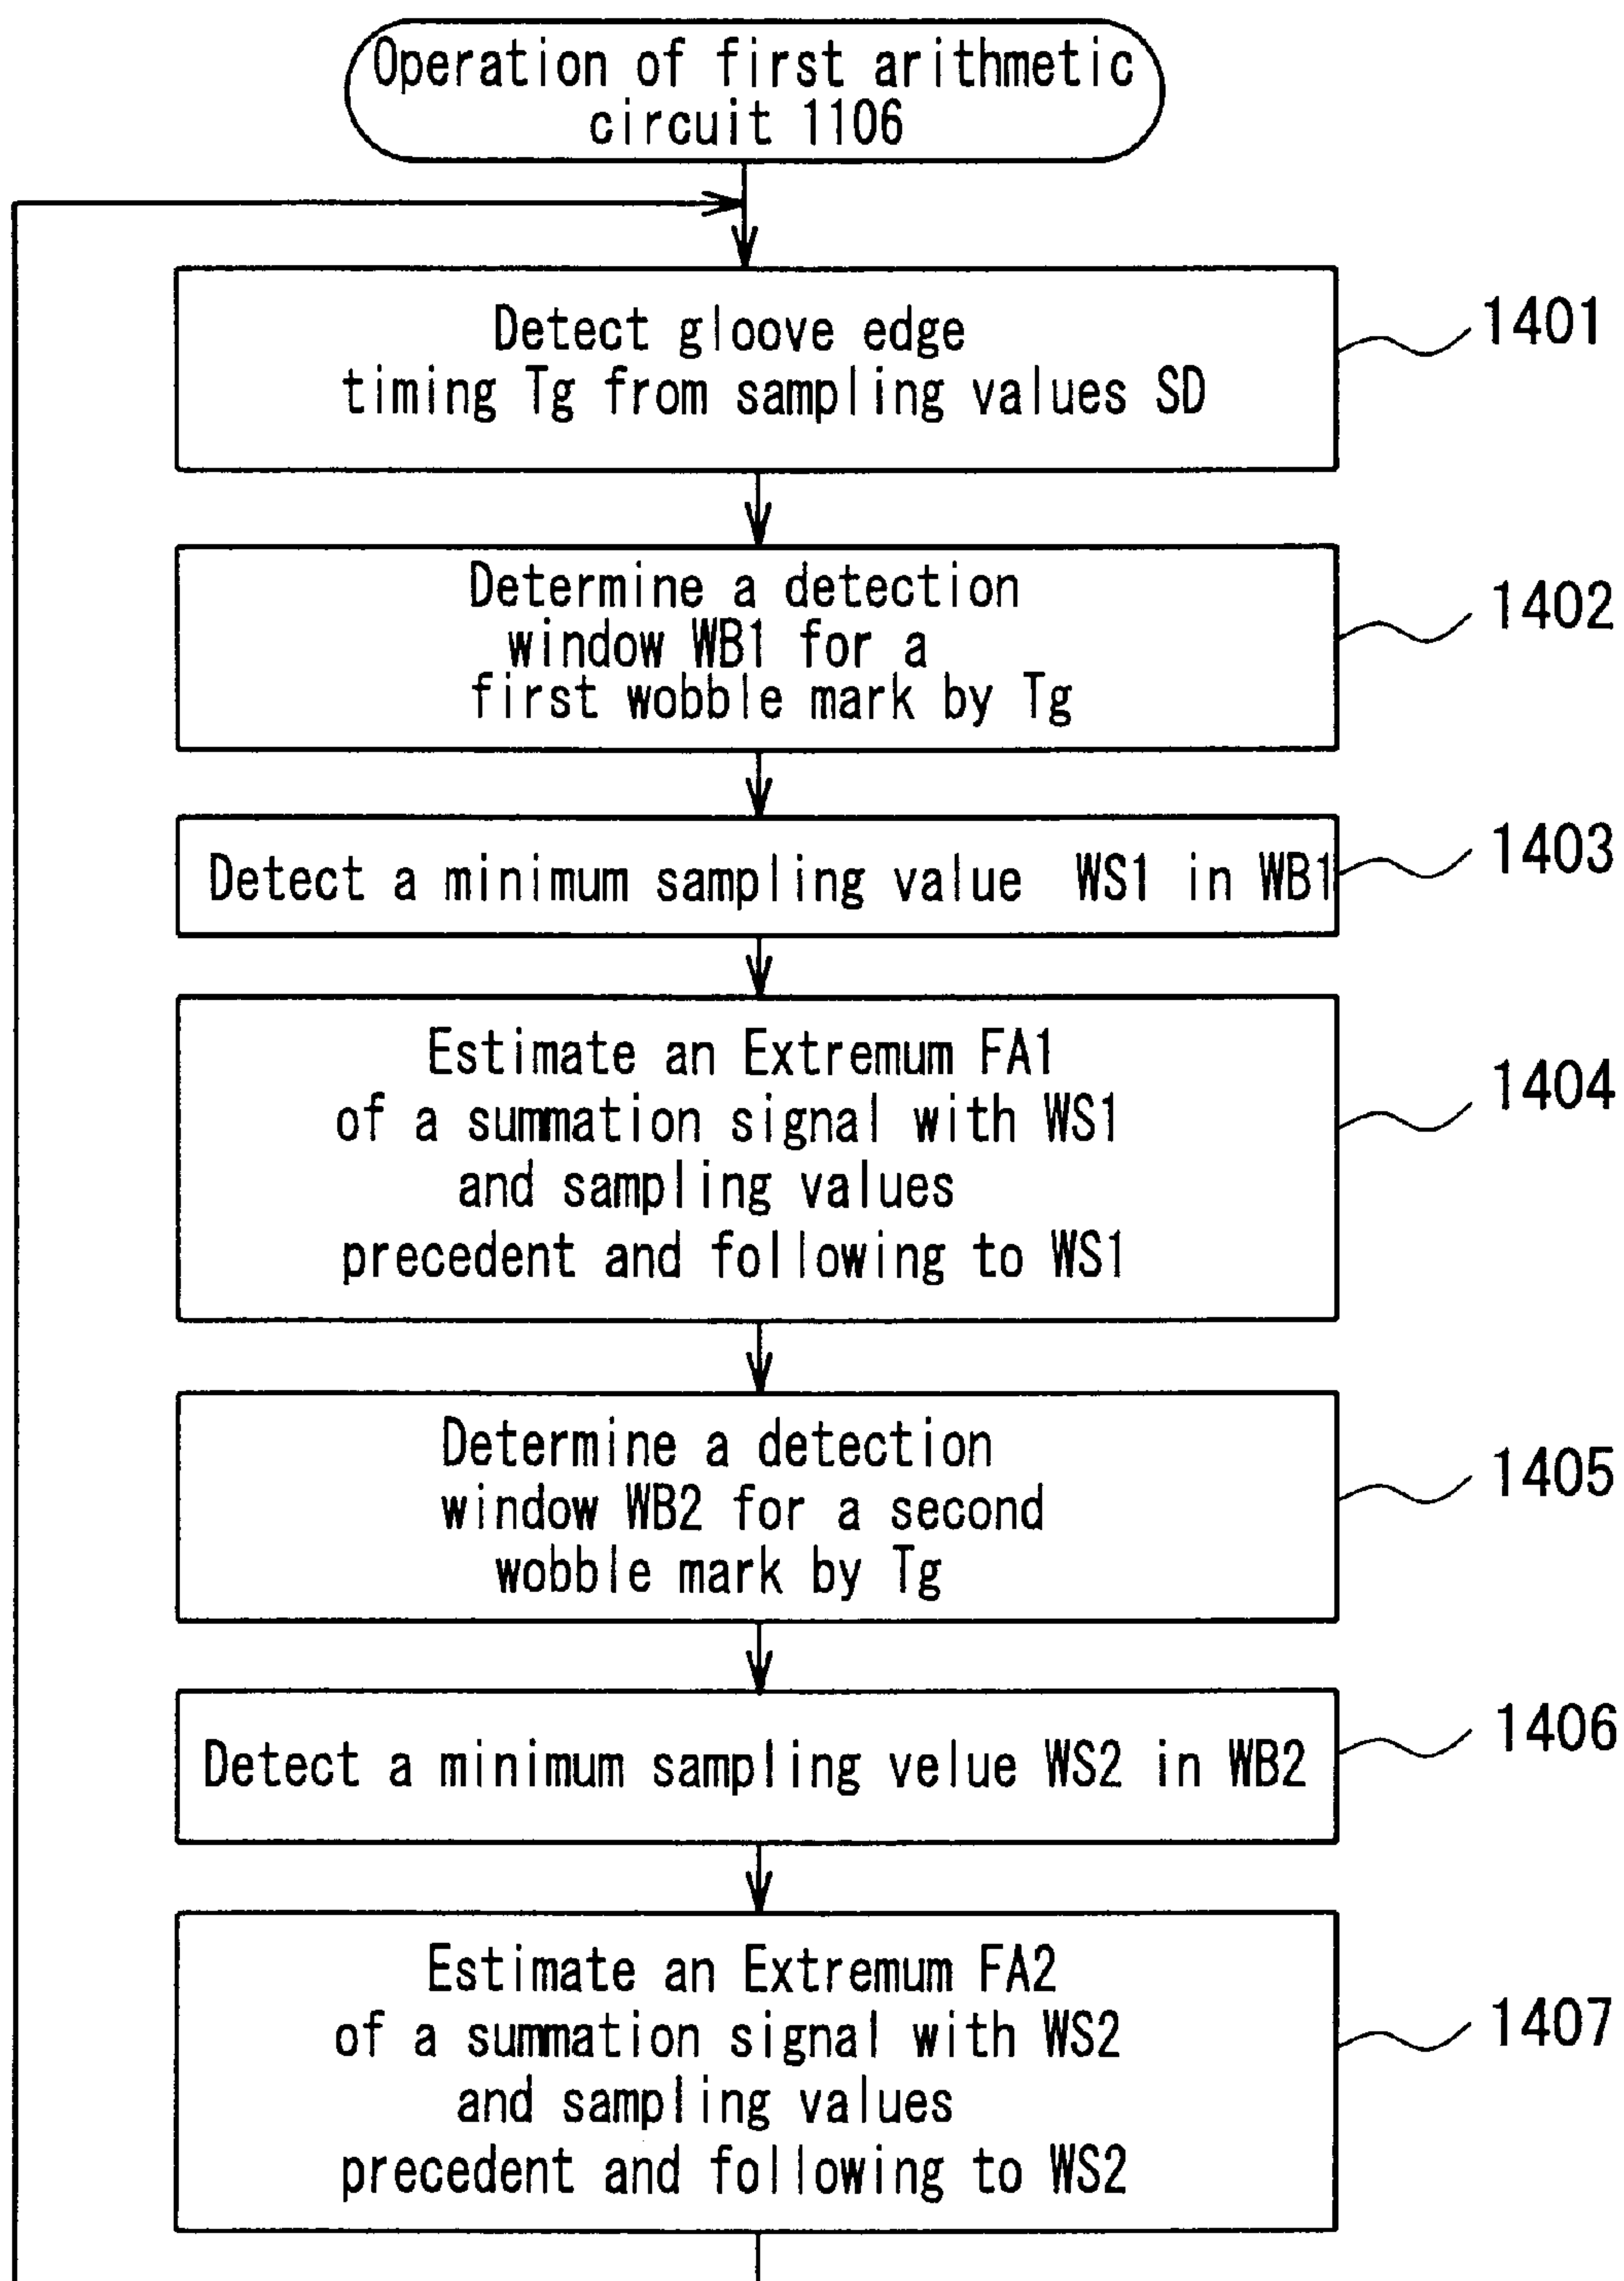 Operation of first arithmetic
circuit 1106
Detect gloove edge
timing Tg from sampling values SD
1401
Determine a detection
window WB1 for a
first wobble mark by Tg
1402
Detect a minimum sampling value WS1 in WB1
1403
Estimate an Extremum FA1
of a summation signal with WS1
and sampling values
precedent and following to WS1
1404
Determine a detection
window WB2 for a second
wobble mark by Tg
1405
Detect a minimum sampling velue WS2 in WB2
1406
Estimate an Extremum FA2
of a summation signal with WS2
and sampling values
precedent and following to WS2
1407